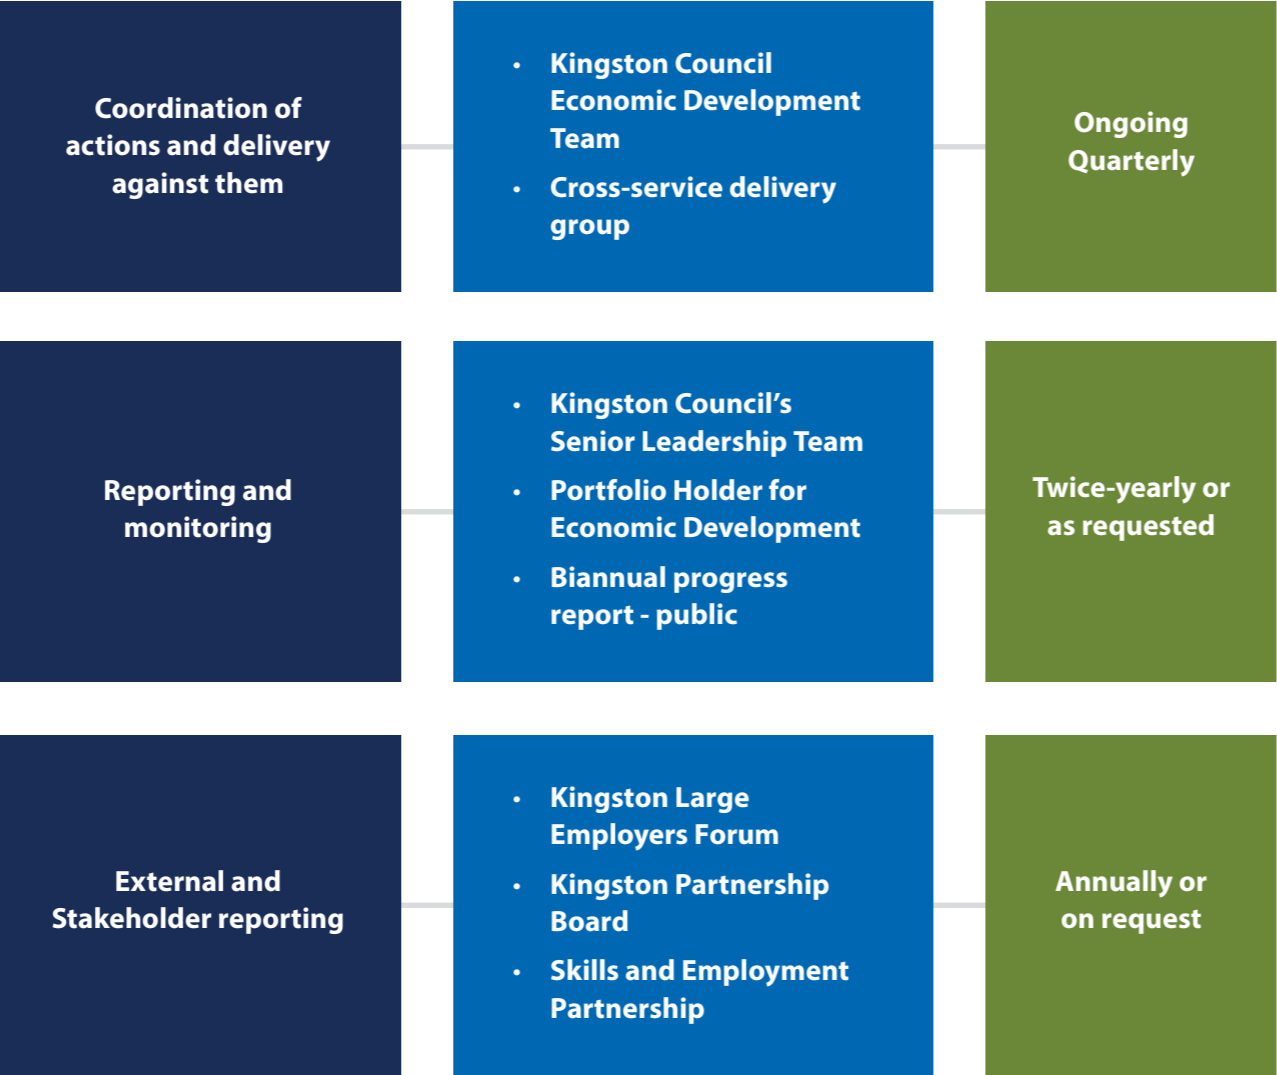 Coordination of
actions and delivery
against them
• Kingston Council
Economic Development
Team
• Cross-service delivery
group
Ongoing
Quarterly
Reporting and
monitoring
• Kingston Council’s
Senior Leadership Team
• Portfolio Holder for
Economic Development
• Biannual progress
report - public
Twice-yearly or
as requested
External and
Stakeholder reporting
• Kingston Large
Employers Forum
• Kingston Partnership
Board
• Skills and Employment
Partnership
Annually or
on request